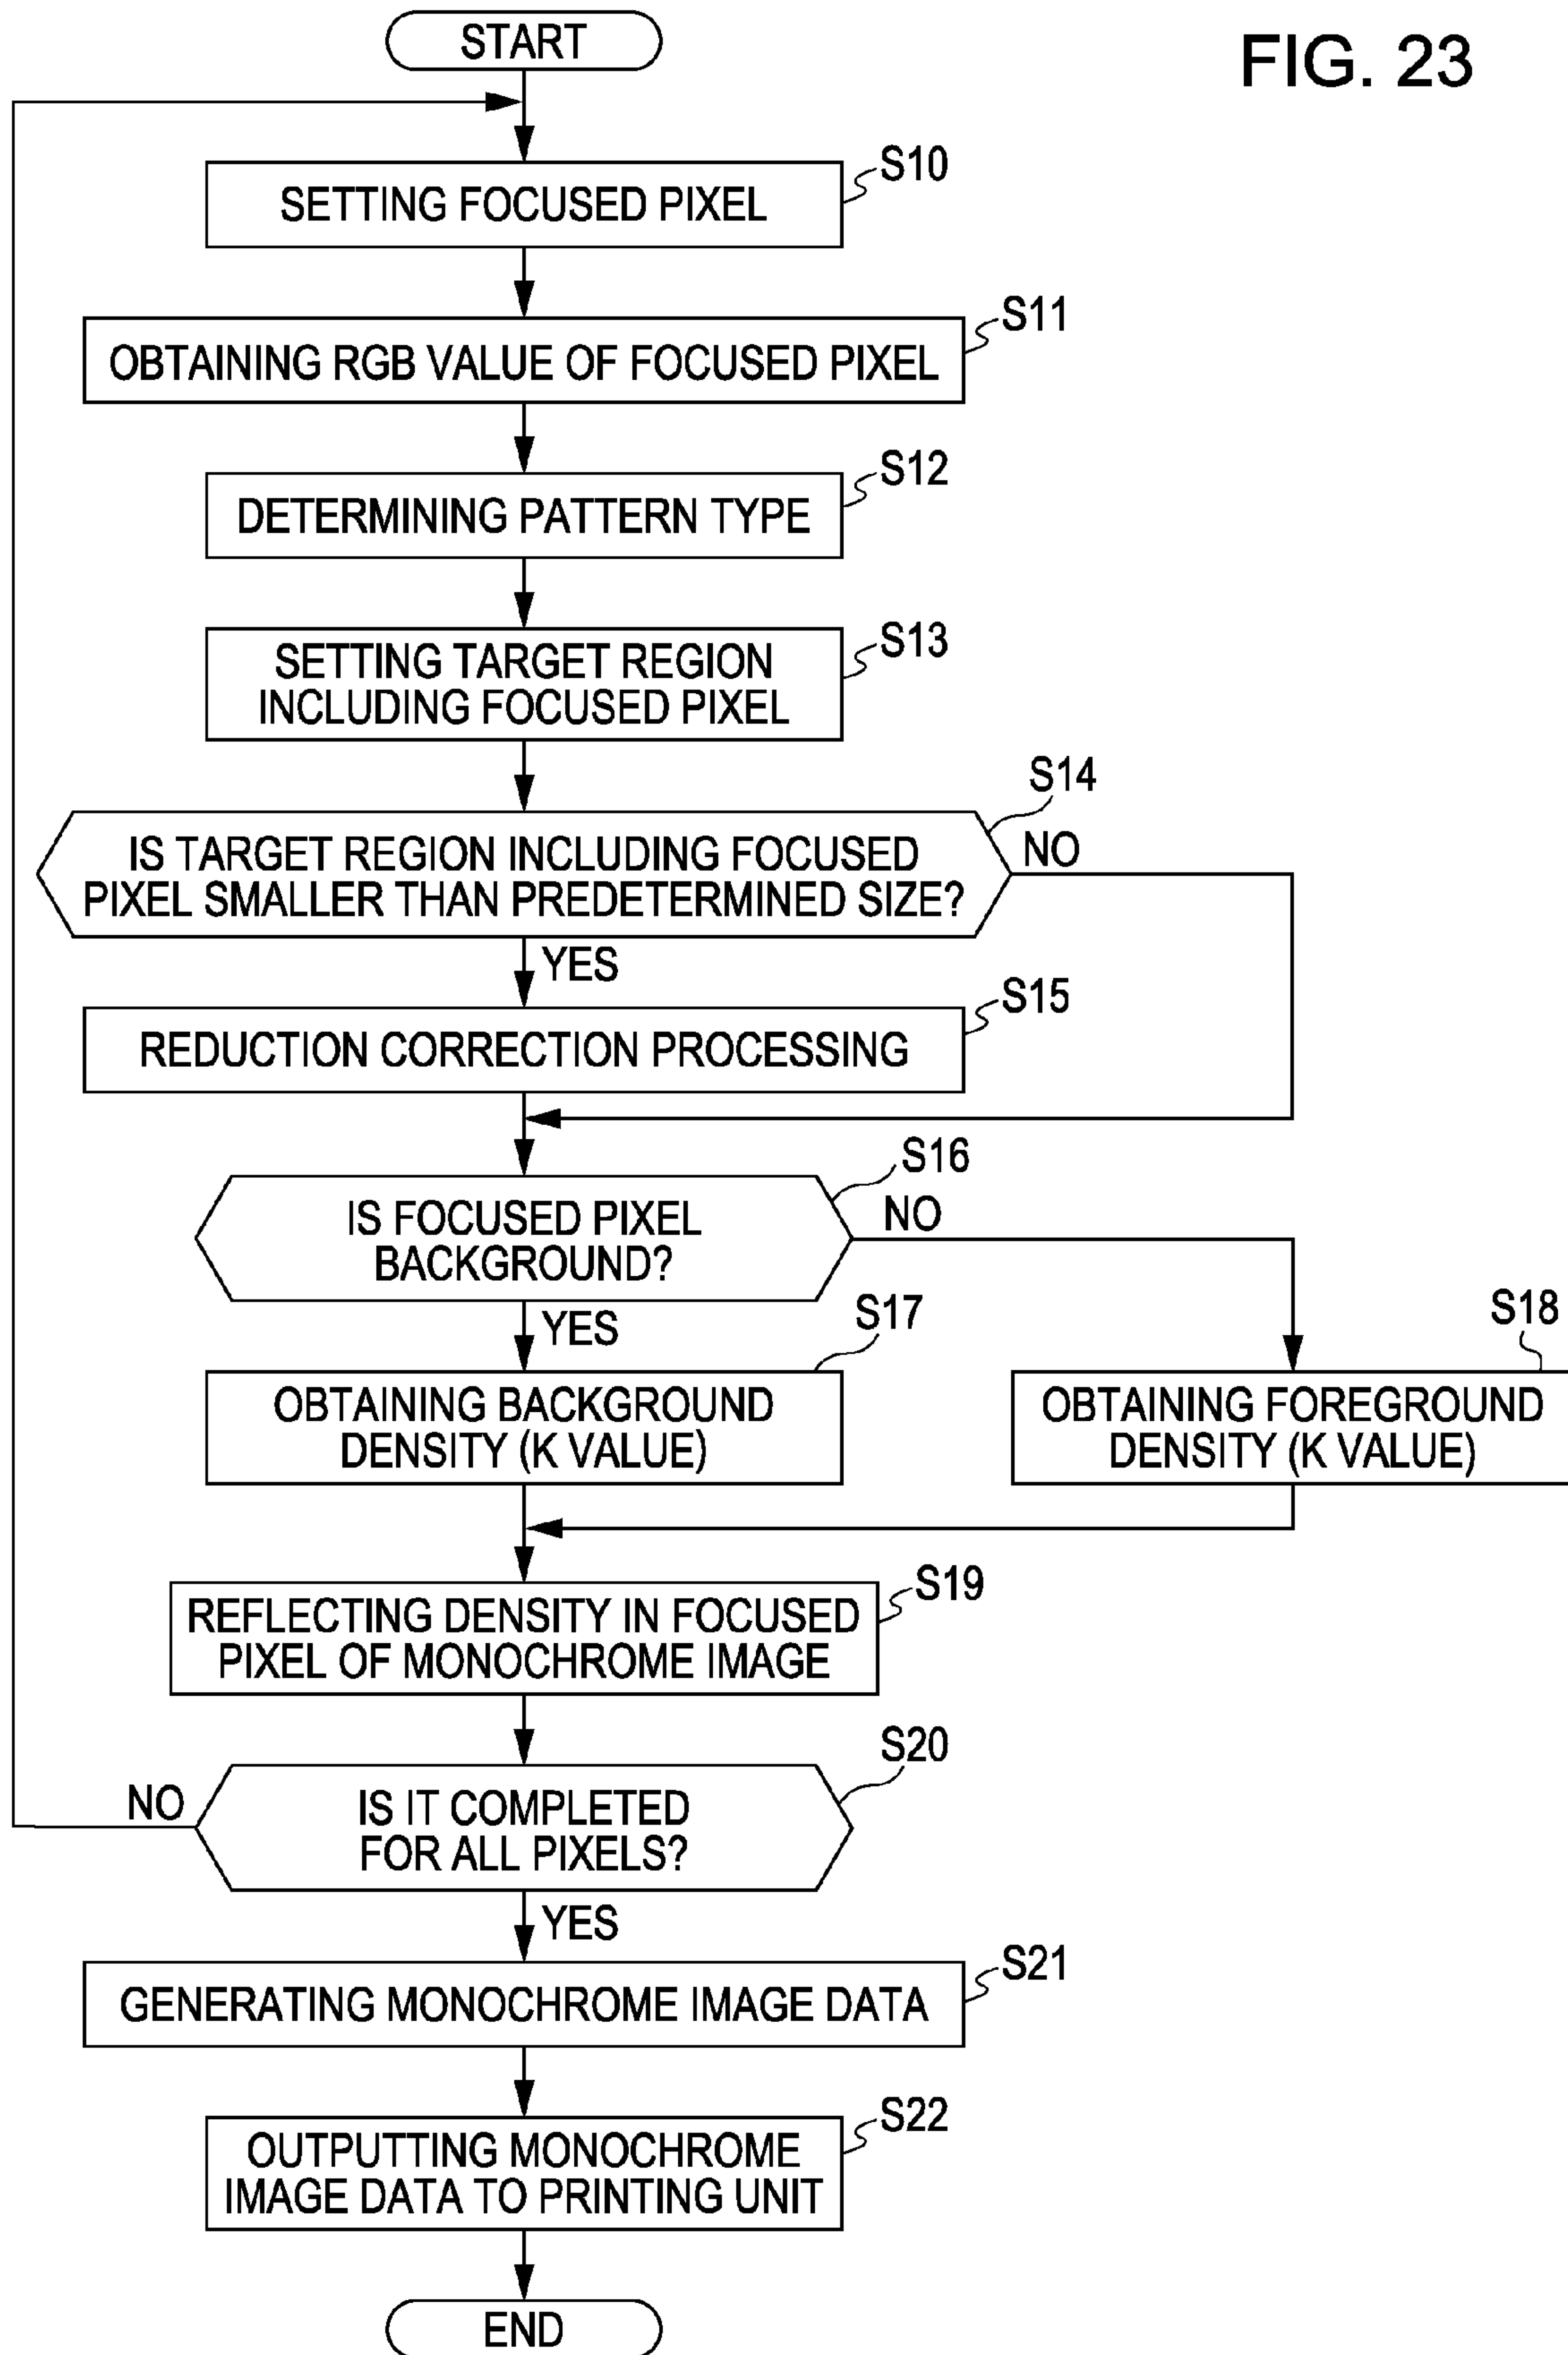 FIG. 23
START
S10
SETTING FOCUSED PIXEL
S11
OBTAINING RGB VALUE OF FOCUSED PIXEL
S12
DETERMINING PATTERN TYPE
S13
SETTING TARGET REGION
INCLUDING FOCUSED PIXEL
S14
IS TARGET REGION INCLUDING FOCUSED
PIXEL SMALLER THAN PREDETERMINED SIZE?
NO
YES
S15
REDUCTION CORRECTION PROCESSING
S16
IS FOCUSED PIXEL
BACKGROUND?
NO
YES
S17
OBTAINING BACKGROUND
DENSITY (K VALUE)
S18
OBTAINING FOREGROUND
DENSITY (K VALUE)
S19
REFLECTING DENSITY IN FOCUSED
PIXEL OF MONOCHROME IMAGE
S20
NO
IS IT COMPLETED
FOR ALL PIXELS?
YES
S21
GENERATING MONOCHROME IMAGE DATA
S22
OUTPUTTING MONOCHROME
IMAGE DATA TO PRINTING UNIT
END